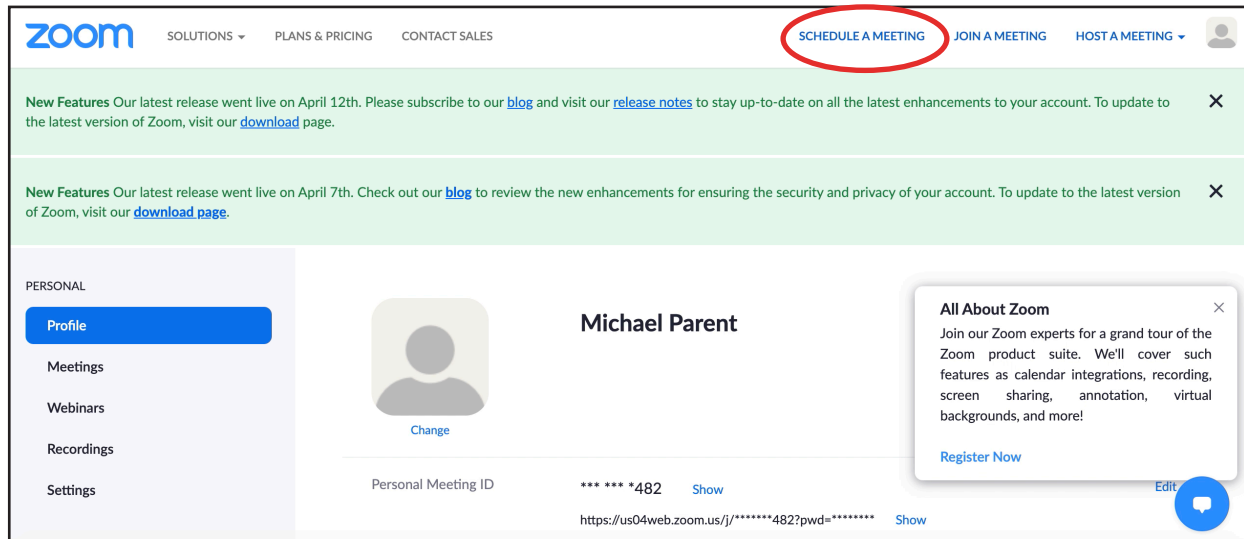 zoom SOLUTIONS PLANS & PRICING CONTACT SALES SCHEDULE A MEETING JOIN A MEETING HOST A MEETING
New Features Our latest release went live on April 12th. Please subscribe to our blog and visit our release notes to stay up-to-date on all the latest enhancements to your account. To update to
the latest version of Zoom, visit our download page.
New Features Our latest release went live on April 7th. Check out our blog to review the new enhancements for ensuring the security and privacy of your account. To update to the latest version
of Zoom, visit our download page.
PERSONAL
Profile
Meetings
Webinars
Recordings
Settings
Change
Michael Parent
Personal Meeting ID
*** *** *482 Show
Edit
https://us04web.zoom.us/j/*******482?pwd=******** Show
All About Zoom
Join our Zoom experts for a grand tour of the
Zoom product suite. We'll cover such
features as calendar integrations, recording,
screen sharing, annotation, virtual
backgrounds, and more!
Register Now